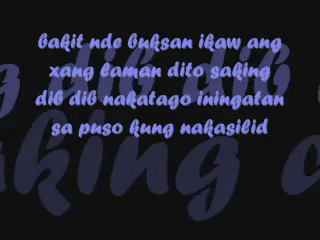 bakit nde buksan ikaw ang
xang laman dito saking
dib dib nakatago iningatan
sa puso kung nakasilid